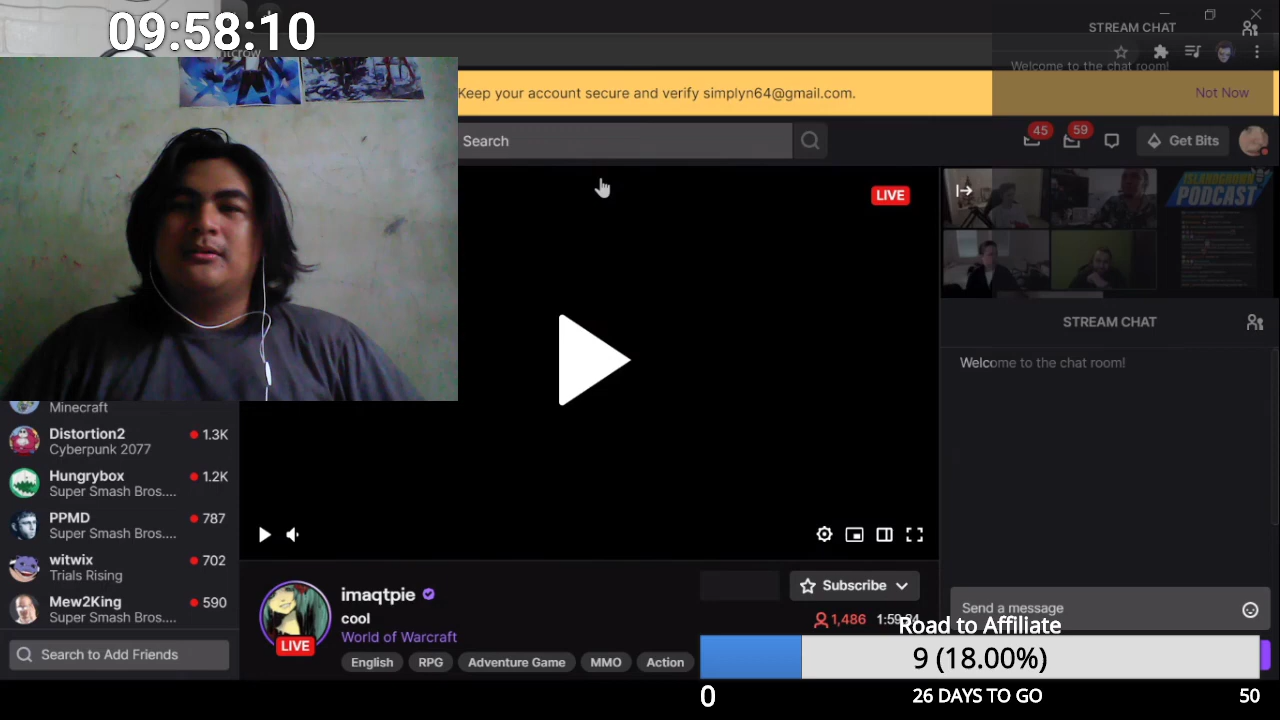 09:58:10
STREAM CHAT
Welcome to the chat room!
Keep your account secure and verify simplyn64@gmail.com.
Not Now
Search
45
59
Get Bits
LIVE
ISLANDGROWN
PODCAST
STREAM CHAT
Welcome to the chat room!
Minecraft
Distortion2
1.3K
Cyberpunk 2077
Hungrybox
1.2K
Super Smash Bros....
PPMD
787
Super Smash Bros....
witwix
702
Trials Rising
Mew2King
590
Super Smash Bros....
Search to Add Friends
imaqtpie
cool
World of Warcraft
LIVE
English
RPG
Adventure Game
MMO
Action
Subscribe
1,486
Send a message
Road to Affiliate
9 (18.00%)
0
26 DAYS TO GO
50